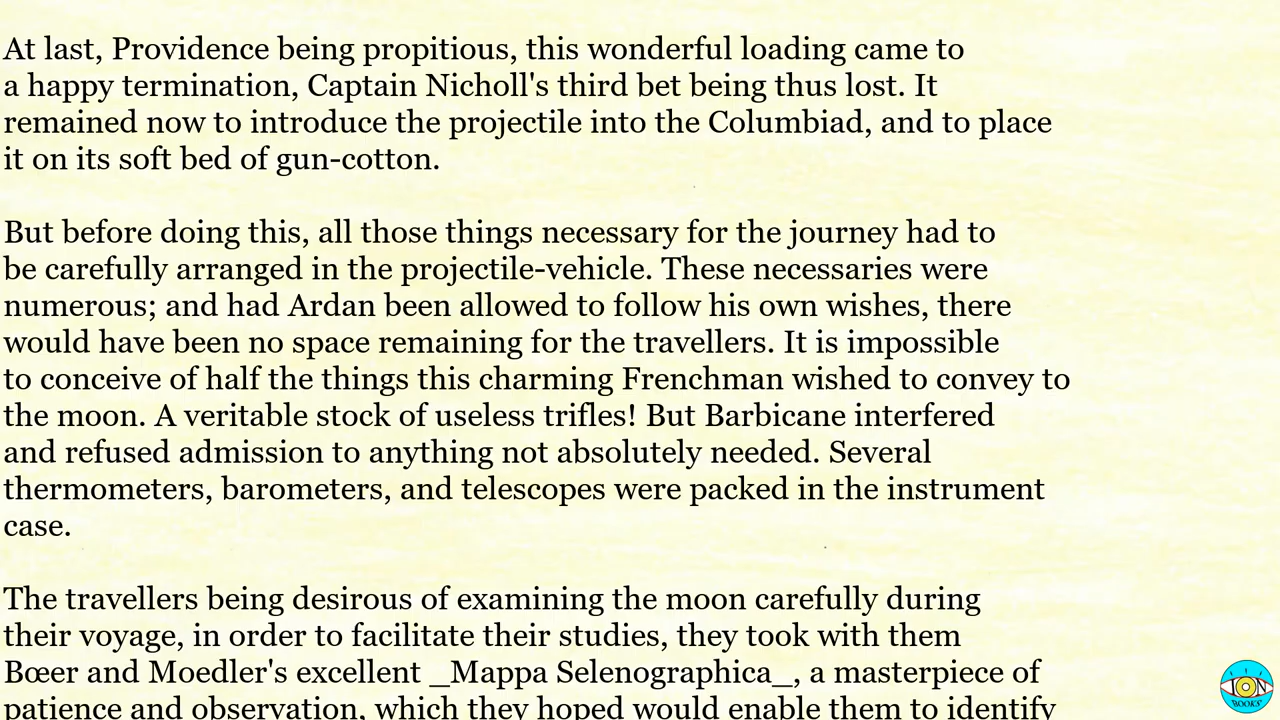 At last, Providence being propitious, this wonderful loading came to
a happy termination, Captain Nicholl's third bet being thus lost. It
remained now to introduce the projectile into the Columbiad, and to place
it on its soft bed of gun-cotton.
But before doing this, all those things necessary for the journey had to
be carefully arranged in the projectile-vehicle. These necessaries were
numerous; and had Ardan been allowed to follow his own wishes, there
would have been no space remaining for the travellers. It is impossible
to conceive of half the things this charming Frenchman wished to convey to
the moon. A veritable stock of useless trifles! But Barbicane interfered
and refused admission to anything not absolutely needed. Several
thermometers, barometers, and telescopes were packed in the instrument
case.
The travellers being desirous of examining the moon carefully during
their voyage, in order to facilitate their studies, they took with them
Bœer and Moedler's excellent _Mappa Selenographica_, a masterpiece of
patience and observation, which they hoped would enable them to identify
ION
BOOKS